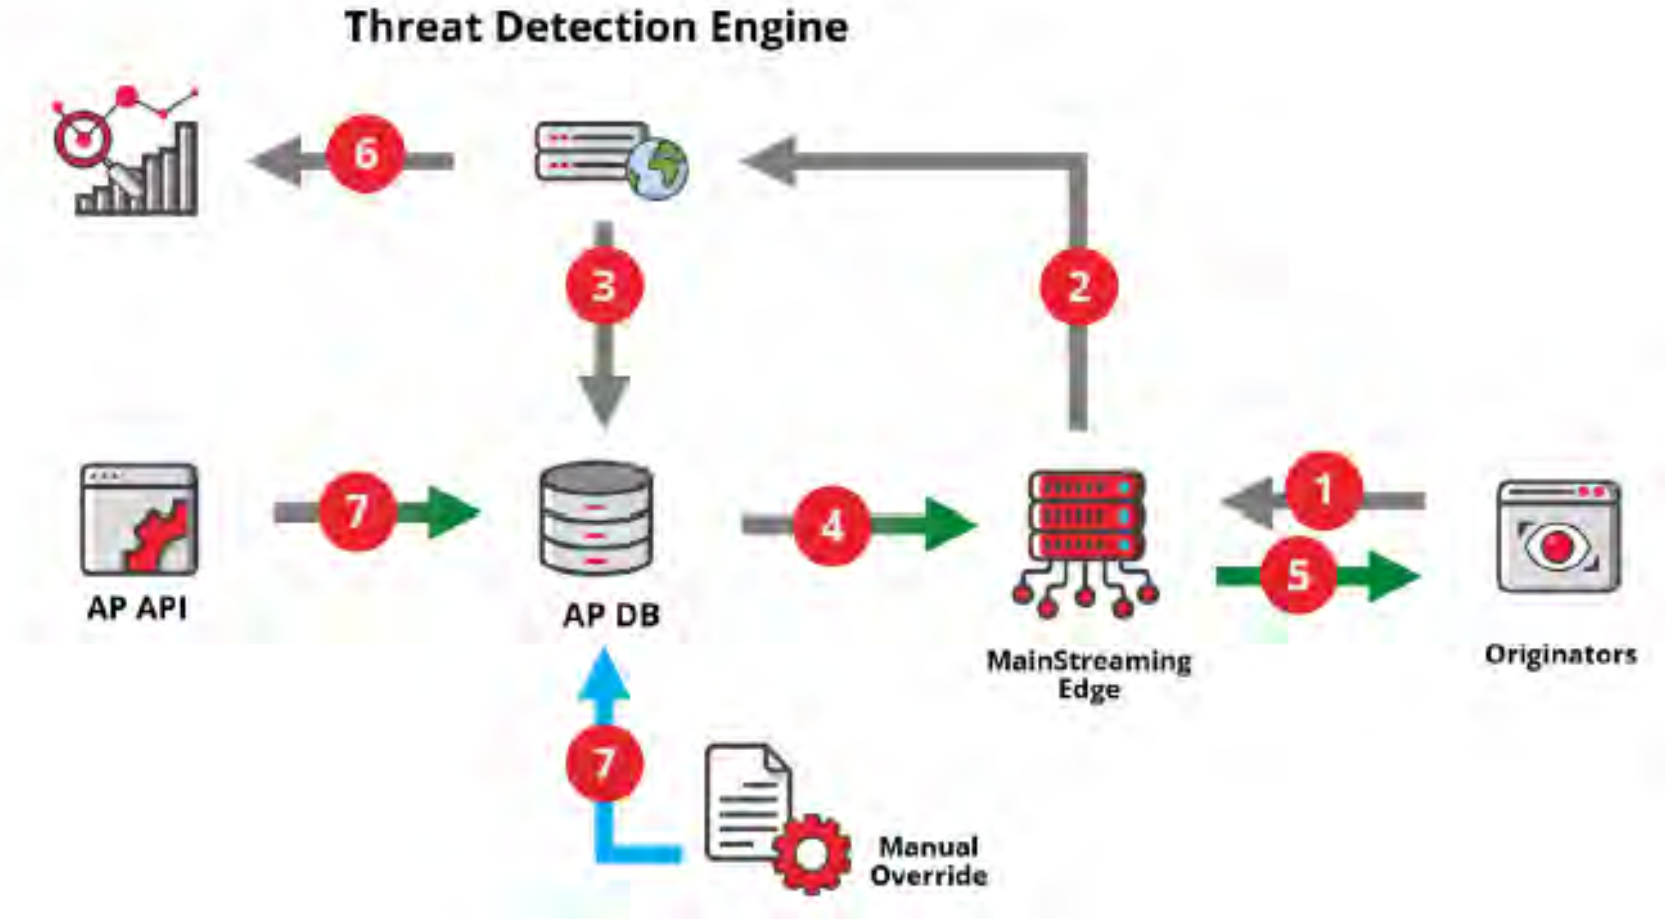 Threat Detection Engine
6
3
2
7
4
1
5
AP API
AP DB
MainStreaming
Edge
Originators
7
Manual
Override